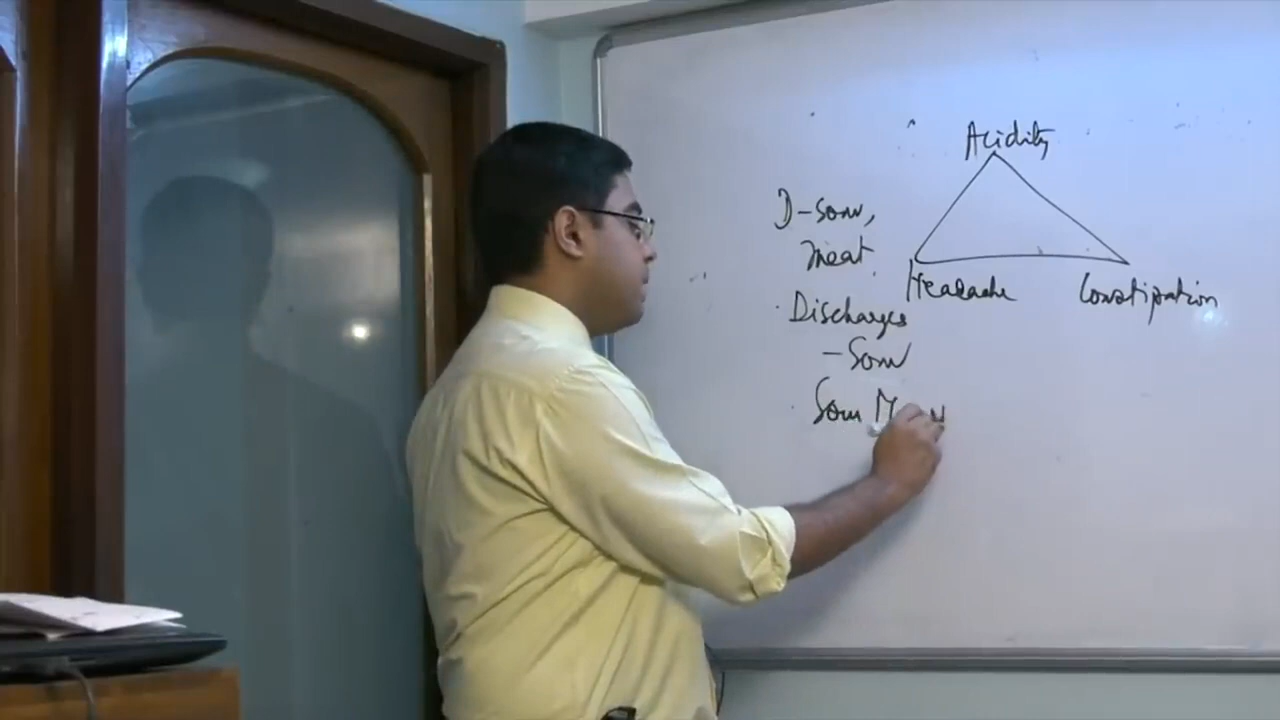 Acidity
D-Sour,
meat
Headache
Constipation
Discharges
-Sour
Sour